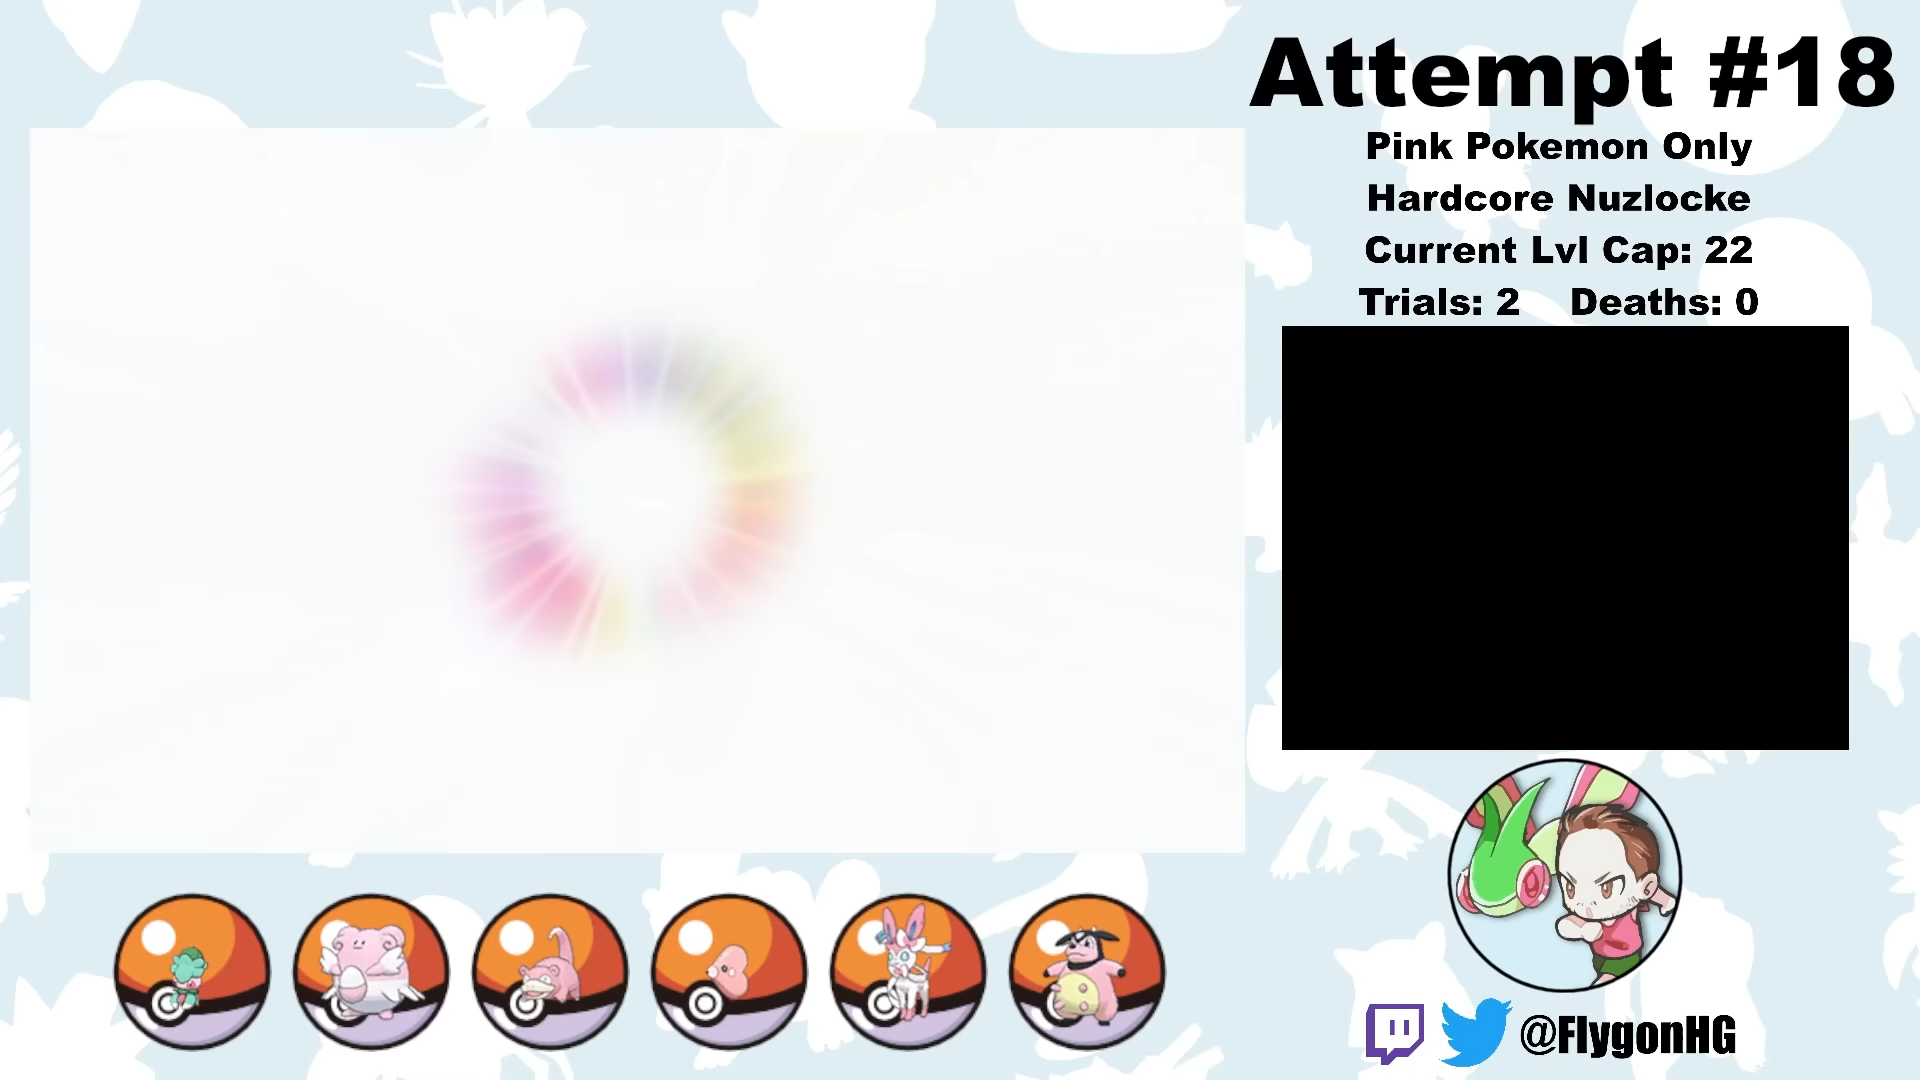 Attempt #18
Pink Pokemon Only
Hardcore Nuzlocke
Current Lvl Cap: 22
Trials: 2 Deaths: 0
@FlygonHG